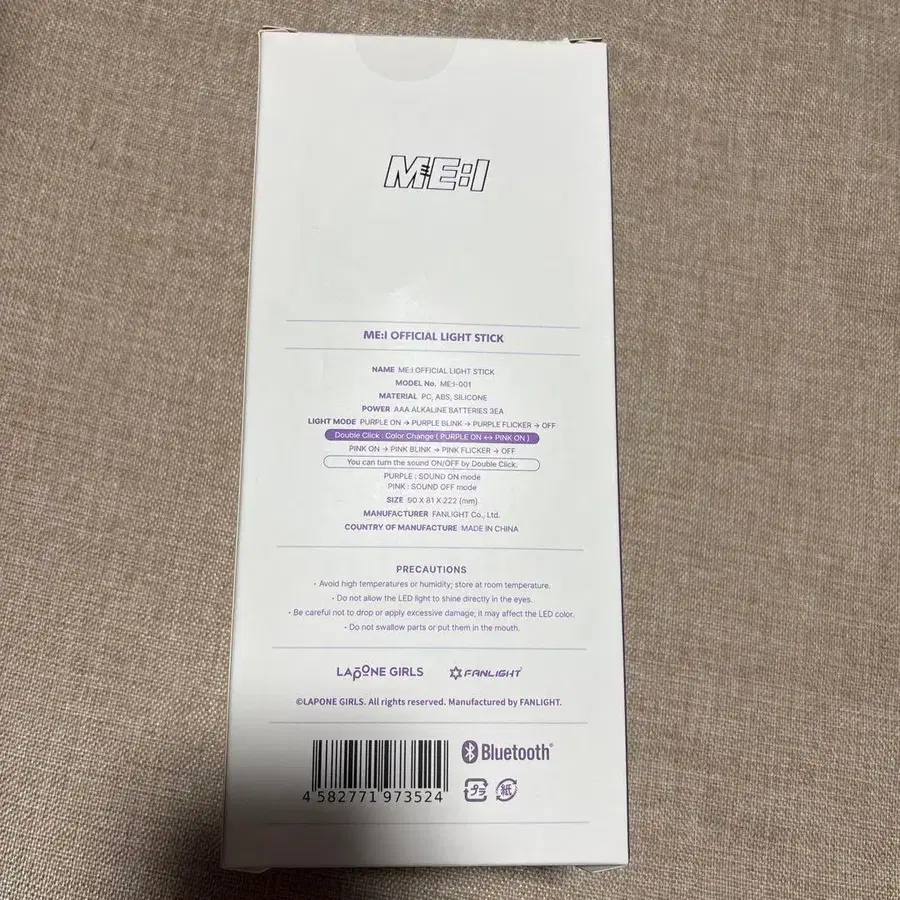 ME:I
ME:I OFFICIAL LIGHT STICK
NAME ME:I OFFICIAL LIGHT STICK
MODEL No. ME:I-001
MATERIAL PC, ABS, SILICONE
POWER AAA ALKALINE BATTERIES 3EA
LIGHT MODE PURPLE ON → PURPLE BLINK → PURPLE FLICKER → OFF
Double Click : Color Change ( PURPLE ON ↔ PINK ON )
PINK ON → PINK BLINK → PINK FLICKER → OFF
You can turn the sound ON/OFF by Double Click.
PURPLE : SOUND ON mode
PINK : SOUND OFF mode
SIZE 90 X 81 X 222 (mm)
MANUFACTURER FANLIGHT Co., Ltd.
COUNTRY OF MANUFACTURE MADE IN CHINA
PRECAUTIONS
• Avoid high temperatures or humidity; store at room temperature.
• Do not allow the LED light to shine directly in the eyes.
• Be careful not to drop or apply excessive damage; it may affect the LED color.
• Do not swallow parts or put them in the mouth.
LAPONE GIRLS FANLIGHT
©LAPONE GIRLS. All rights reserved. Manufactured by FANLIGHT.
Bluetooth®
4 582771 973524
プラ 紙